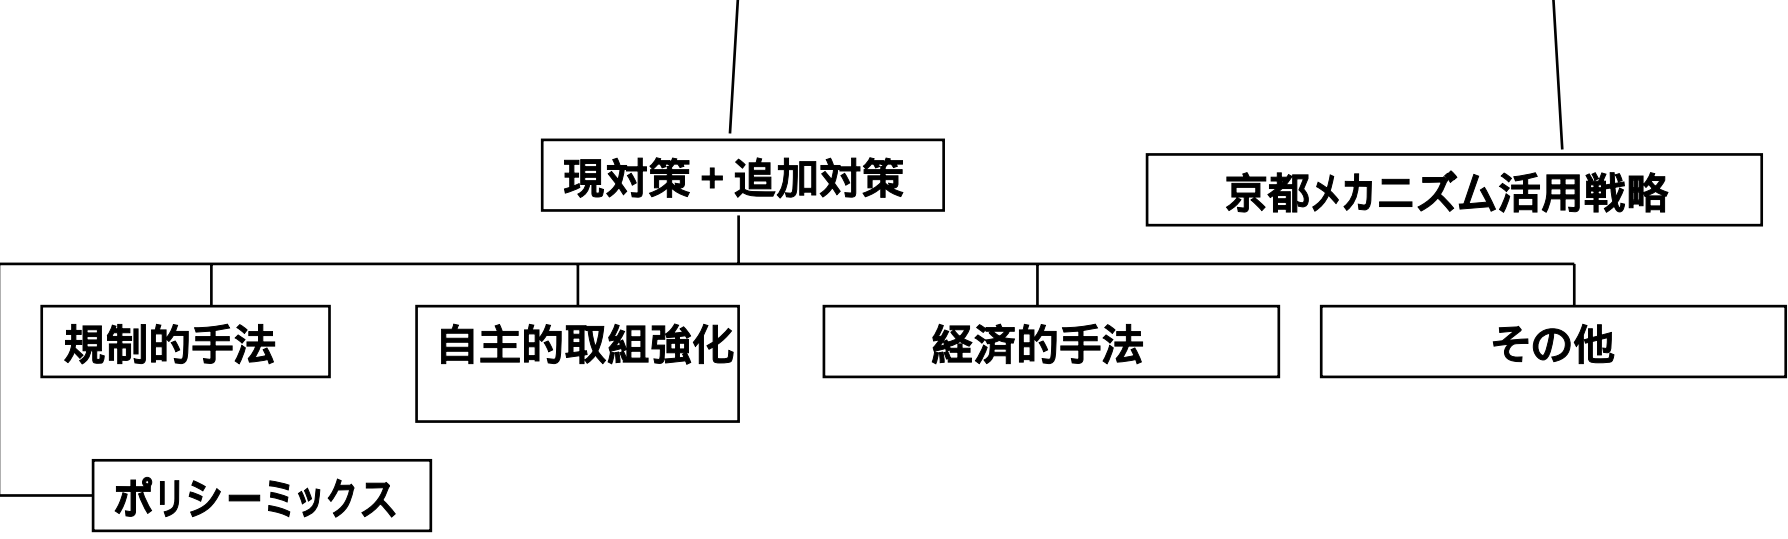 現対策＋追加対策
京都メカニズム活用戦略
規制的手法
自主的取組強化
経済的手法
その他
ポリシーミックス